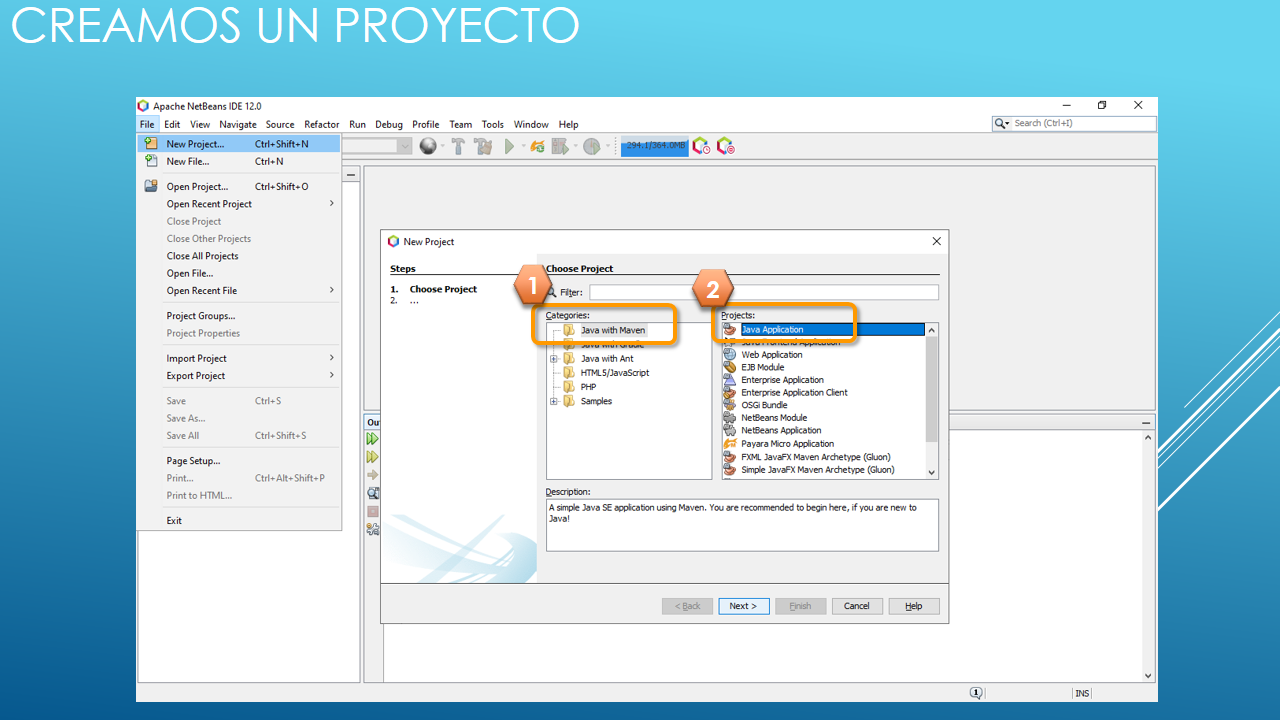 CREAMOS UN PROYECTO
Apache NetBeans IDE 12.0
File Edit View Navigate Source Refactor Run Debug Profile Team Tools Window Help
Search (Ctrl+I)
294.1/364.0MB
New Project... Ctrl+Shift+N
New File... Ctrl+N
Open Project... Ctrl+Shift+O
Open Recent Project
Close Project
Close Other Projects
Close All Projects
Open File...
Open Recent File
Project Groups...
Project Properties
Import Project
Export Project
Save Ctrl+S
Save As...
Save All Ctrl+Shift+S
Page Setup...
Print... Ctrl+Alt+Shift+P
Print to HTML...
Exit
Ou
New Project
Steps
1. Choose Project
2. ...
Choose Project
1
Filter:
2
Categories:
Java with Maven
Java with Gradle
Java with Ant
HTML5/JavaScript
PHP
Samples
Projects:
Java Application
Java Frontend Application
Web Application
EJB Module
Enterprise Application
Enterprise Application Client
OSGi Bundle
NetBeans Module
NetBeans Application
Payara Micro Application
FXML JavaFX Maven Archetype (Gluon)
Simple JavaFX Maven Archetype (Gluon)
Description:
A simple Java SE application using Maven. You are recommended to begin here, if you are new to
Java!
< Back Next > Finish Cancel Help
1 INS